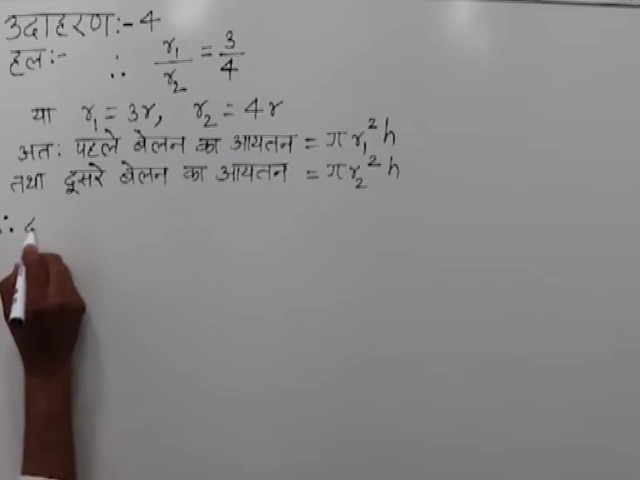 उदाहरण:- 4
हल:- ∴ r₁/r₂ = 3/4
या r₁ = 3r, r₂ = 4r
अत: पहले बेलन का आयतन = πr₁²h
तथा दूसरे बेलन का आयतन = πr₂²h
∴